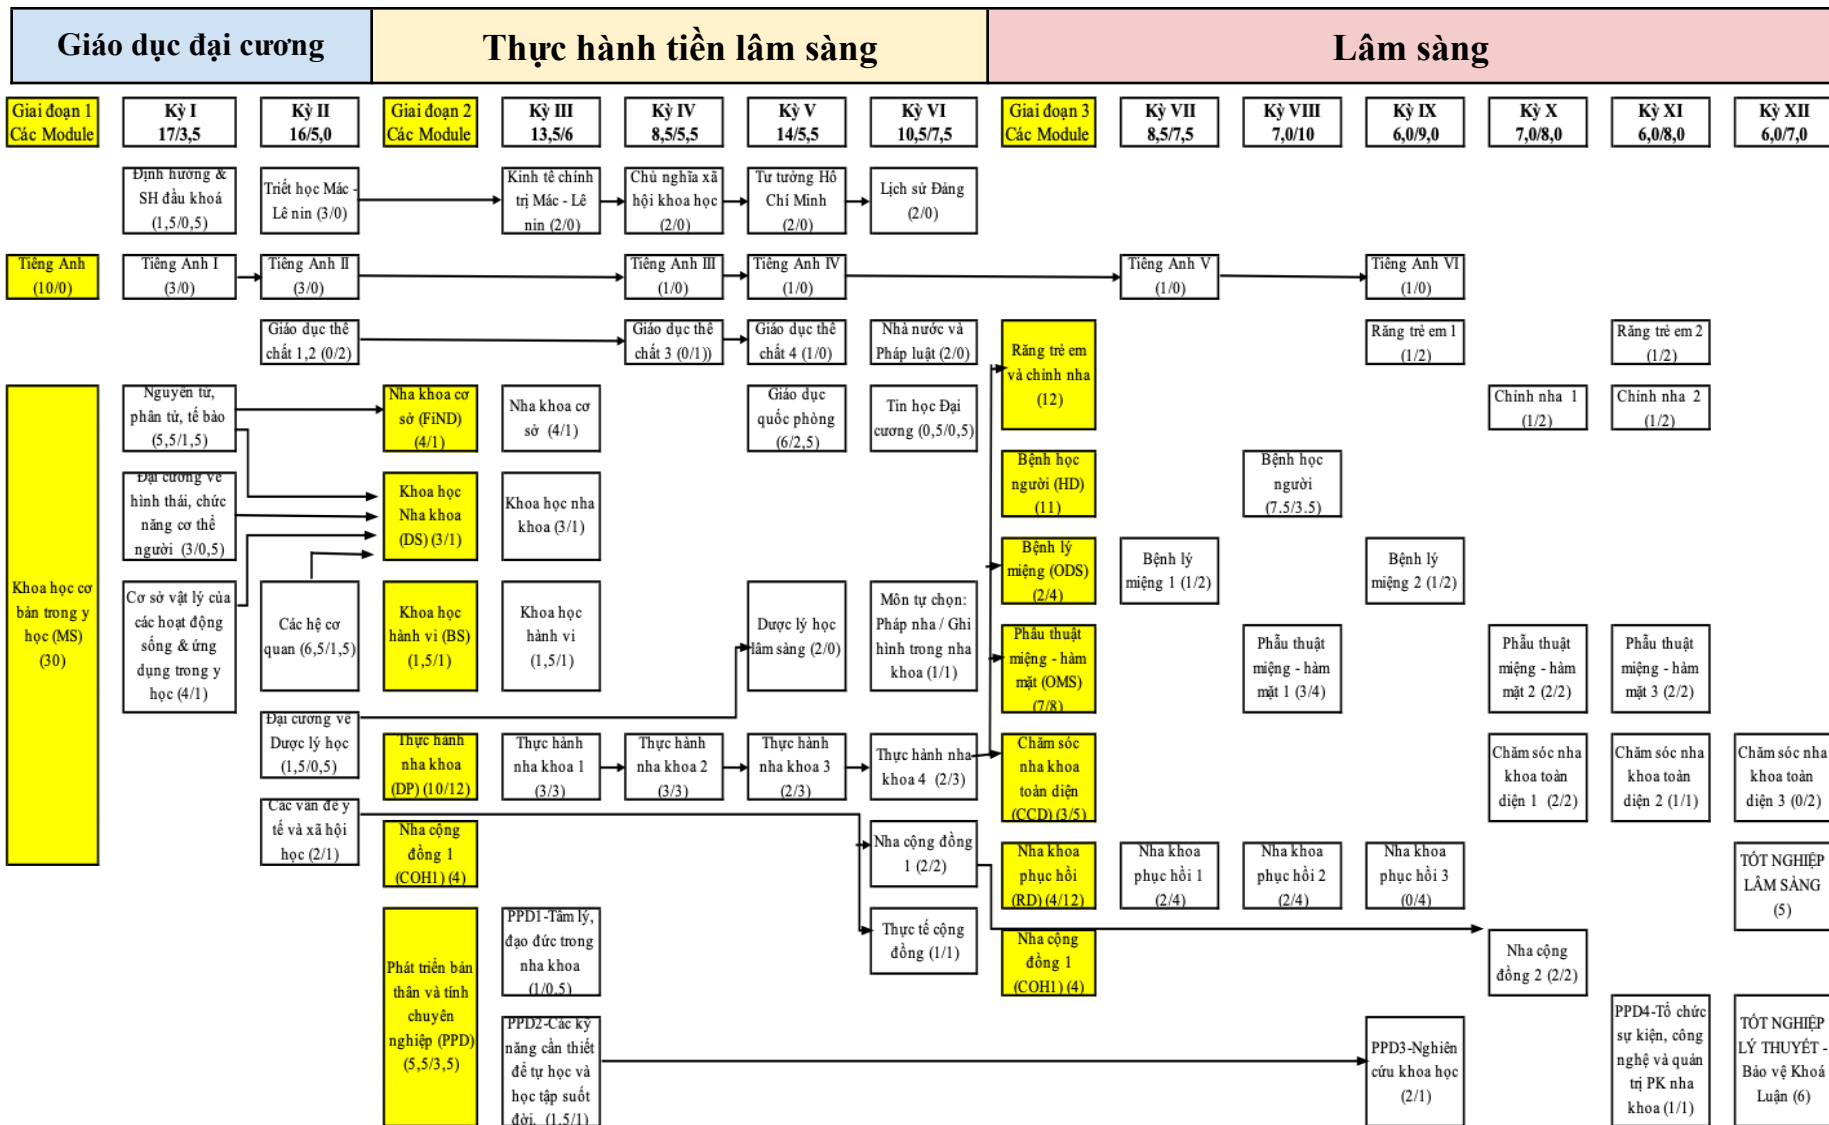 Giáo dục đại cương
Thực hành tiền lâm sàng
Lâm sàng
Giai đoạn 1
Các Module
Kỳ I
17/3,5
Kỳ II
16/5,0
Giai đoạn 2
Các Module
Kỳ III
13,5/6
Kỳ IV
8,5/5,5
Kỳ V
14/5,5
Kỳ VI
10,5/7,5
Giai đoạn 3
Các Module
Kỳ VII
8,5/7,5
Kỳ VIII
7,0/10
Kỳ IX
6,0/9,0
Kỳ X
7,0/8,0
Kỳ XI
6,0/8,0
Kỳ XII
6,0/7,0
Định hướng &
SH đầu khoá
(1,5/0,5)
Triết học Mác -
Lê nin (3/0)
Kinh tế chính
trị Mác - Lê
nin (2/0)
Chủ nghĩa xã
hội khoa học
(2/0)
Tư tưởng Hồ
Chí Minh
(2/0)
Lịch sử Đảng
(2/0)
Tiếng Anh
(10/0)
Tiếng Anh I
(3/0)
Tiếng Anh II
(3/0)
Tiếng Anh III
(1/0)
Tiếng Anh IV
(1/0)
Tiếng Anh V
(1/0)
Tiếng Anh VI
(1/0)
Giáo dục thể
chất 1,2 (0/2)
Giáo dục thể
chất 3 (0/1))
Giáo dục thể
chất 4 (1/0)
Nhà nước và
Pháp luật (2/0)
Răng trẻ em
và chỉnh nha
(12)
Răng trẻ em 1
(1/2)
Răng trẻ em 2
(1/2)
Khoa học cơ
bản trong y
học (MS)
(30)
Nguyên tử,
phân tử, tế bào
(5,5/1,5)
Nha khoa cơ
sở (FiND)
(4/1)
Nha khoa cơ
sở (4/1)
Giáo dục
quốc phòng
(6/2,5)
Tin học Đại
cương (0,5/0,5)
Chỉnh nha 1
(1/2)
Chỉnh nha 2
(1/2)
Đại cương về
hình thái, chức
năng cơ thể
người (3/0,5)
Khoa học
Nha khoa
(DS) (3/1)
Khoa học nha
khoa (3/1)
Bệnh học
người (HD)
(11)
Bệnh học
người
(7.5/3.5)
Bệnh lý
miệng (ODS)
(2/4)
Bệnh lý
miệng 1 (1/2)
Bệnh lý
miệng 2 (1/2)
Cơ sở vật lý của
các hoạt động
sống & ứng
dụng trong y
học (4/1)
Các hệ cơ
quan (6,5/1,5)
Khoa học
hành vi (BS)
(1,5/1)
Khoa học
hành vi
(1,5/1)
Dược lý học
lâm sàng (2/0)
Môn tự chọn:
Pháp nha / Ghi
hình trong nha
khoa (1/1)
Phẫu thuật
miệng - hàm
mặt (OMS)
(7/8)
Phẫu thuật
miệng - hàm
mặt 1 (3/4)
Phẫu thuật
miệng - hàm
mặt 2 (2/2)
Phẫu thuật
miệng - hàm
mặt 3 (2/2)
Đại cương về
Dược lý học
(1,5/0,5)
Thực hành
nha khoa
(DP) (10/12)
Thực hành
nha khoa 1
(3/3)
Thực hành
nha khoa 2
(3/3)
Thực hành
nha khoa 3
(2/3)
Thực hành nha
khoa 4 (2/3)
Chăm sóc
nha khoa
toàn diện
(CCD) (3/5)
Chăm sóc nha
khoa toàn
diện 1 (2/2)
Chăm sóc nha
khoa toàn
diện 2 (1/1)
Chăm sóc nha
khoa toàn
diện 3 (0/2)
Các vấn đề y
tế và xã hội
học (2/1)
Nha cộng
đồng 1
(COH1) (4)
Nha cộng đồng
1 (2/2)
Nha khoa
phục hồi
(RD) (4/12)
Nha khoa
phục hồi 1
(2/4)
Nha khoa
phục hồi 2
(2/4)
Nha khoa
phục hồi 3
(0/4)
TỐT NGHIỆP
LÂM SÀNG
(5)
Phát triển bản
thân và tính
chuyên
nghiệp (PPD)
(5,5/3,5)
PPD1-Tâm lý,
đạo đức trong
nha khoa
(1/0,5)
Thực tế cộng
đồng (1/1)
Nha cộng
đồng 1
(COH1) (4)
Nha cộng
đồng 2 (2/2)
PPD2-Các kỹ
năng cần thiết
để tự học và
học tập suốt
đời. (1,5/1)
PPD3-Nghiên
cứu khoa học
(2/1)
PPD4-Tổ chức
sự kiện, công
nghệ và quản
trị PK nha
khoa (1/1)
TỐT NGHIỆP
LÝ THUYẾT -
Bảo vệ Khoá
Luận (6)